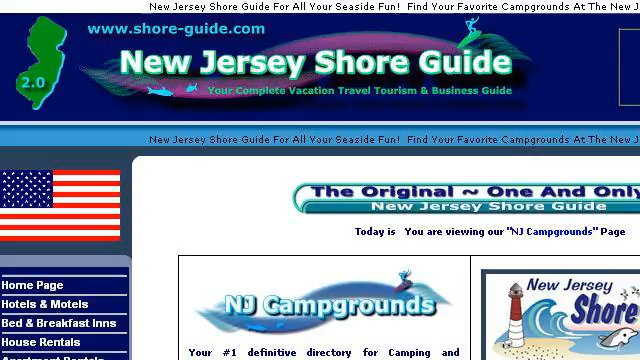 New Jersey Shore Guide For All Your Seaside Fun!  Find Your Favorite Campgrounds At The New J
www.shore-guide.com
2.0
New Jersey Shore Guide
Your Complete Vacation Travel Tourism & Business Guide
New Jersey Shore Guide For All Your Seaside Fun!  Find Your Favorite Campgrounds At The New J
The Original ~ One And Only
New Jersey Shore Guide
Today is   You are viewing our "NJ Campgrounds" Page
Home Page
Hotels & Motels
Bed & Breakfast Inns
House Rentals
Apartment Rentals
NJ Campgrounds
Your #1 definitive directory for Camping and
New Jersey
Shore